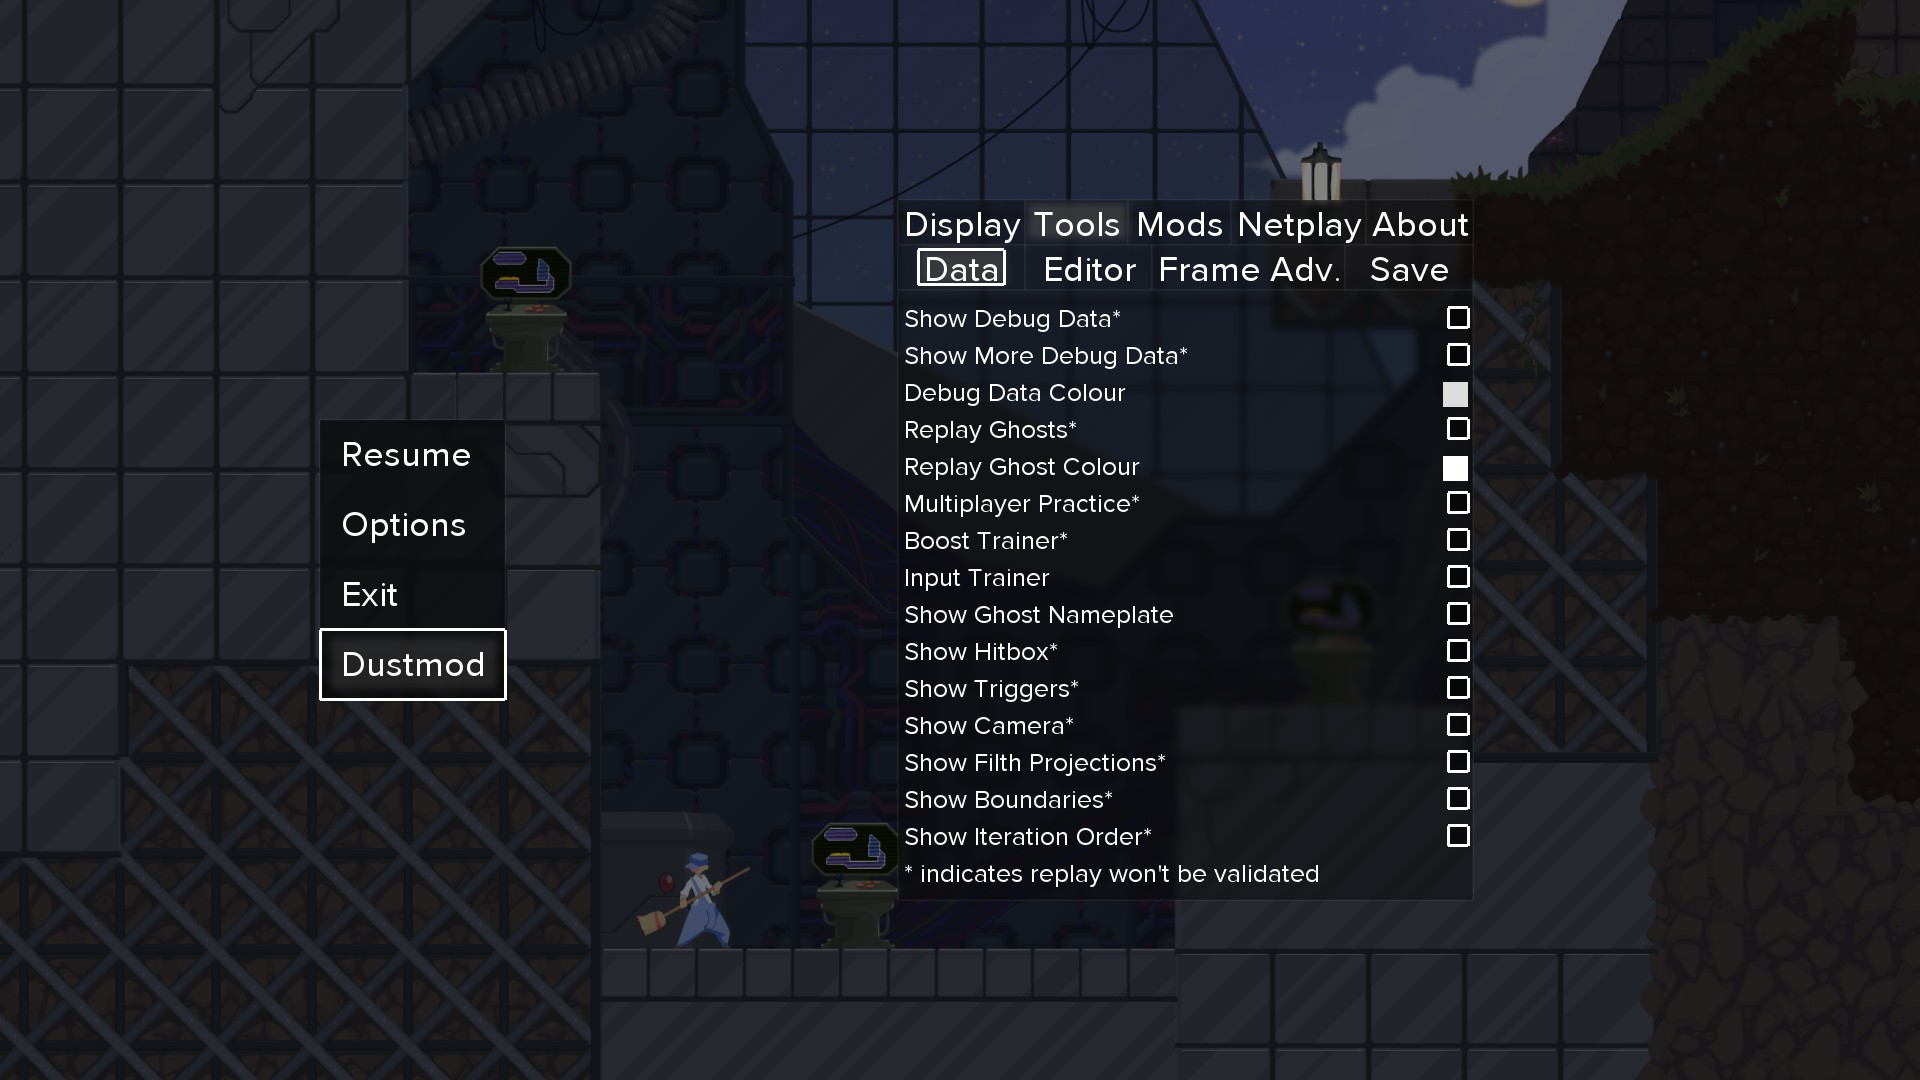 Resume
Options
Exit
Dustmod
Display Tools Mods Netplay About
Data Editor Frame Adv. Save
Show Debug Data*
Show More Debug Data*
Debug Data Colour
Replay Ghosts*
Replay Ghost Colour
Multiplayer Practice*
Boost Trainer*
Input Trainer
Show Ghost Nameplate
Show Hitbox*
Show Triggers*
Show Camera*
Show Filth Projections*
Show Boundaries*
Show Iteration Order*
* indicates replay won't be validated